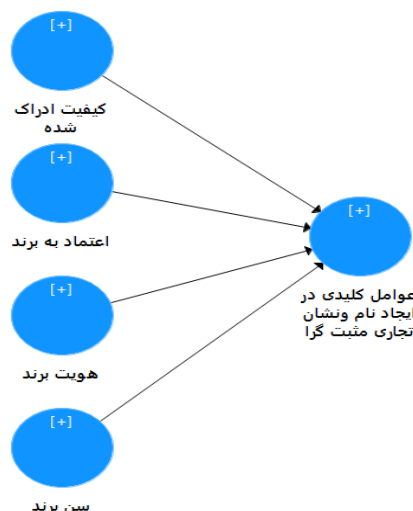 [+]
کیفیت ادراک
شده
[+]
اعتماد به برند
[+]
هویت برند
[+]
سن برند
[+]
عوامل کلیدی در
ایجاد نام ونشان
تجاری مثبت گرا